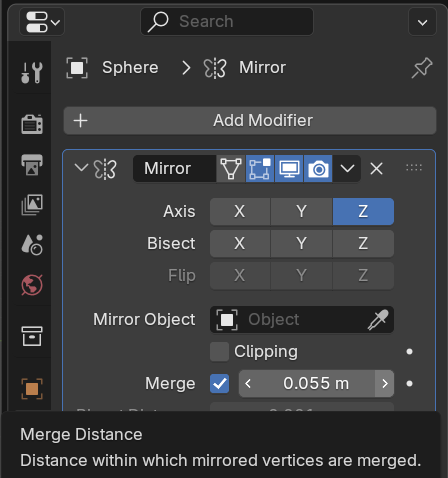 Search
Sphere > Mirror
Add Modifier
Mirror
Axis X Y Z
Bisect X Y Z
Flip X Y Z
Mirror Object Object
Clipping
Merge 0.055 m
Merge Distance
Distance within which mirrored vertices are merged.